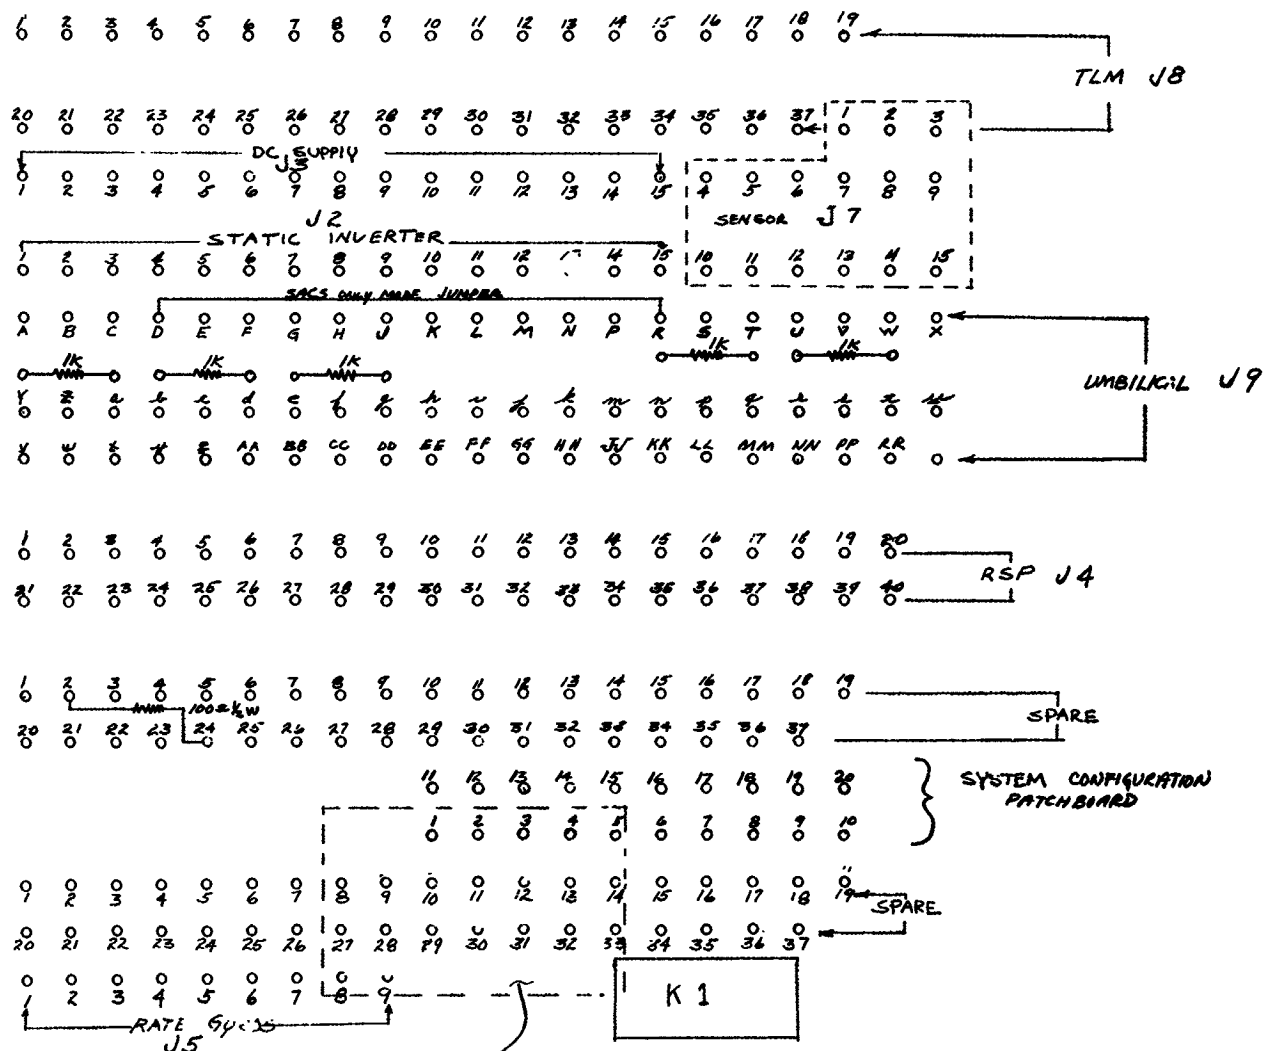 1 2 3 4 5 6 7 8 9 10 11 12 13 14 15 16 17 18 19
TLM J8
20 21 22 23 24 25 26 27 28 29 30 31 32 33 34 35 36 37 1 2 3
DC SUPPLY
J3
1 2 3 4 5 6 7 8 9 10 11 12 13 14 15 4 5 6 7 8 9
J2
SENSOR J7
STATIC INVERTER
1 2 3 4 5 6 7 8 9 10 11 12 14 15 10 11 12 13 14 15
SACS ONLY MODE JUMPER
A B C D E F G H J K L M N P R S T U V W X
1K 1K 1K 1K 1K
UMBILICIL J9
Y Z a b c d e f g h i j k m n p q r s t u
v w x y z AA BB CC DD EE FF GG HH JJ KK LL MM NN PP RR
1 2 3 4 5 6 7 8 9 10 11 12 13 14 15 16 17 18 19 20
RSP J4
21 22 23 24 25 26 27 28 29 30 31 32 33 34 35 36 37 38 39 40
1 2 3 4 5 6 7 8 9 10 11 12 13 14 15 16 17 18 19
100Ω ½W
SPARE
20 21 22 23 24 25 26 27 28 29 30 31 32 33 34 35 36 37
11 12 13 14 15 16 17 18 19 20
SYSTEM CONFIGURATION
PATCHBOARD
1 2 3 4 5 6 7 8 9 10
1 2 3 4 5 6 7 8 9 10 11 12 13 14 15 16 17 18 19
SPARE
20 21 22 23 24 25 26 27 28 29 30 31 32 33 34 35 36 37
1 2 3 4 5 6 7 8 9
K1
RATE
J5